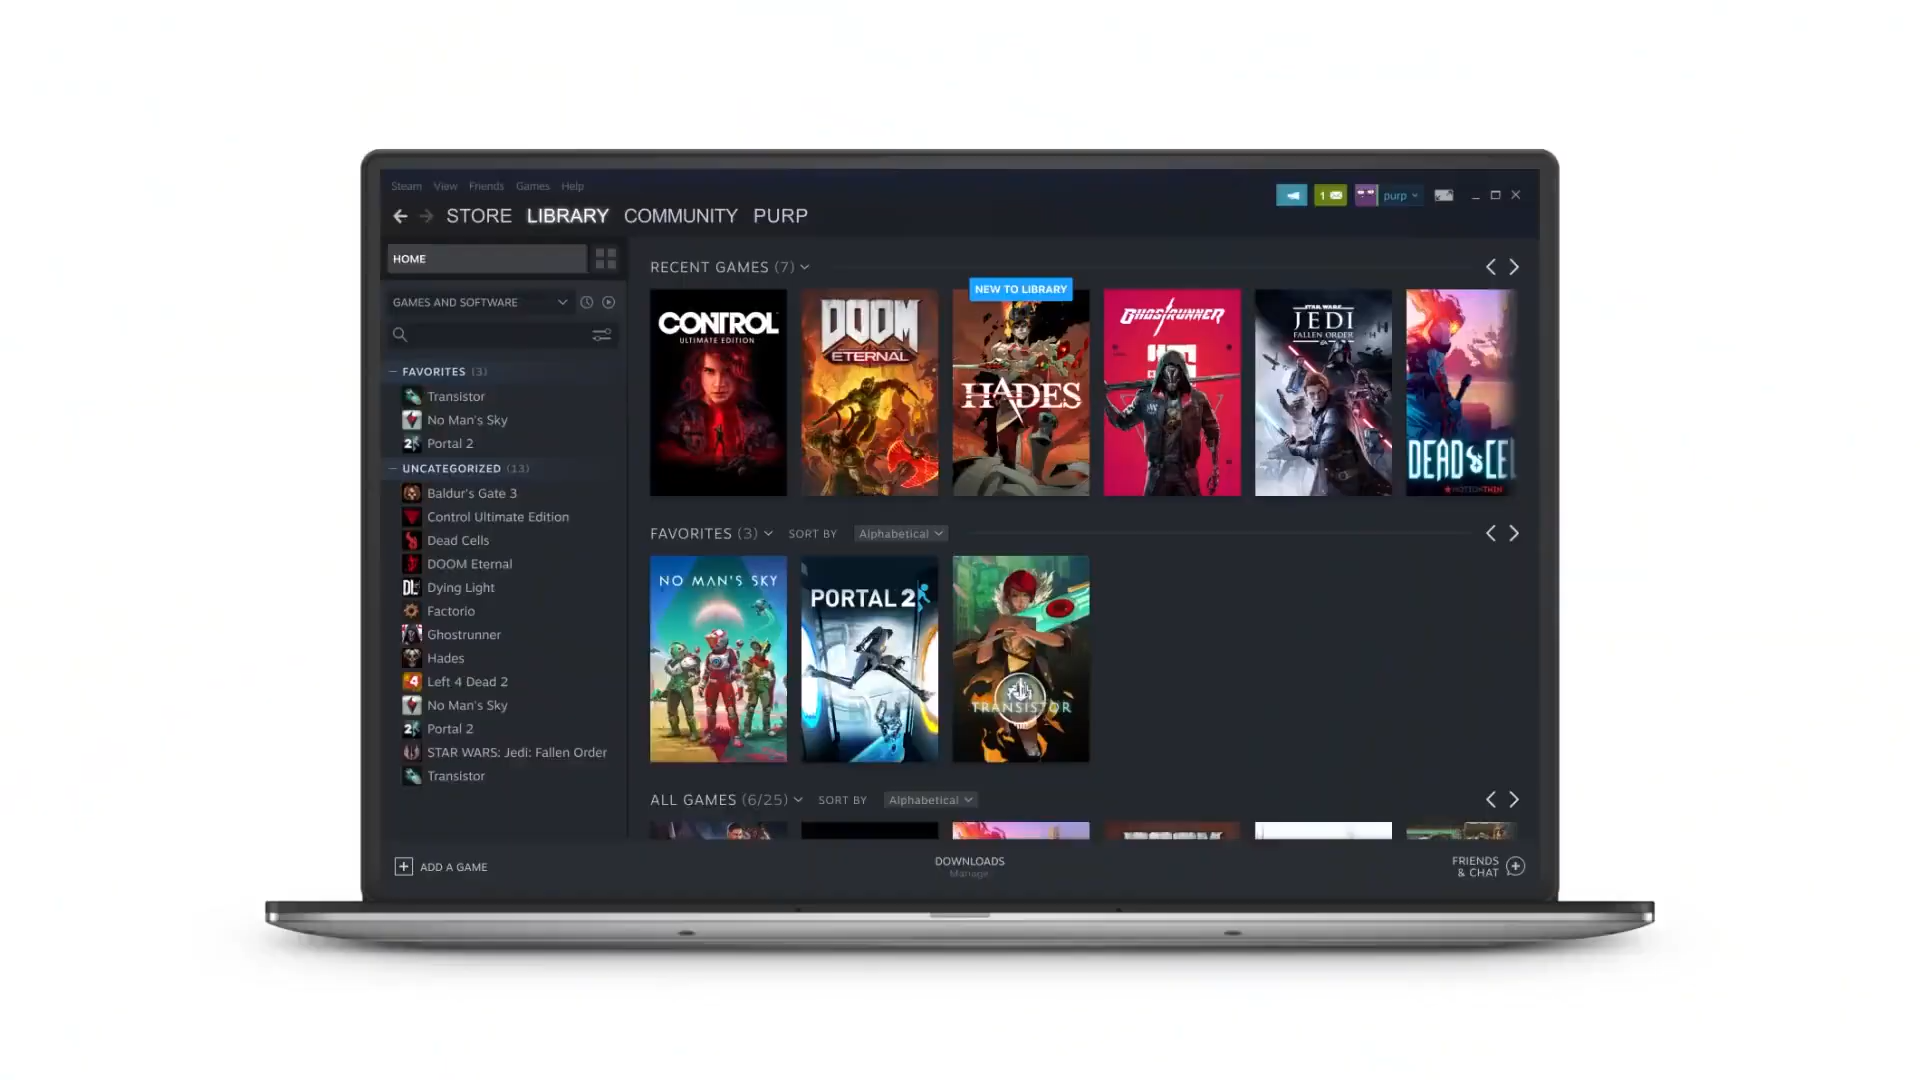 Steam View Friends Games Help
1 purp
STORE LIBRARY COMMUNITY PURP
HOME
GAMES AND SOFTWARE
FAVORITES (3)
Transistor
No Man's Sky
Portal 2
UNCATEGORIZED (13)
Baldur's Gate 3
Control Ultimate Edition
Dead Cells
DOOM Eternal
Dying Light
Factorio
Ghostrunner
Hades
Left 4 Dead 2
No Man's Sky
Portal 2
STAR WARS: Jedi: Fallen Order
Transistor
RECENT GAMES (7)
NEW TO LIBRARY
CONTROL
ULTIMATE EDITION
DOOM
ETERNAL
HADES
GHOSTRUNNER
STAR WARS
JEDI
FALLEN ORDER
DEAD CEL
MOTIONTWIN
FAVORITES (3) SORT BY Alphabetical
NO MAN'S SKY
PORTAL 2
TRANSISTOR
ALL GAMES (6/25) SORT BY Alphabetical
ADD A GAME
DOWNLOADS
Manage
FRIENDS
& CHAT